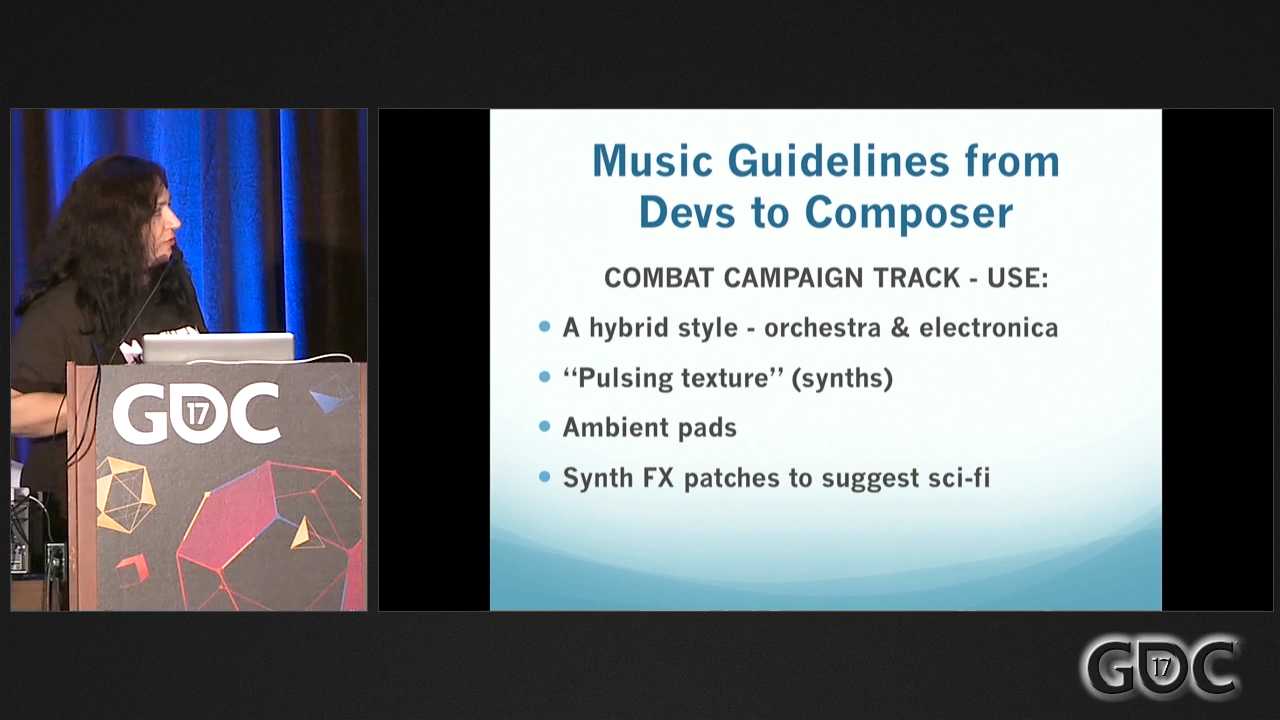 Music Guidelines from
Devs to Composer
COMBAT CAMPAIGN TRACK - USE:
• A hybrid style - orchestra & electronica
• “Pulsing texture” (synths)
• Ambient pads
• Synth FX patches to suggest sci-fi
GDC
17
GDC
17